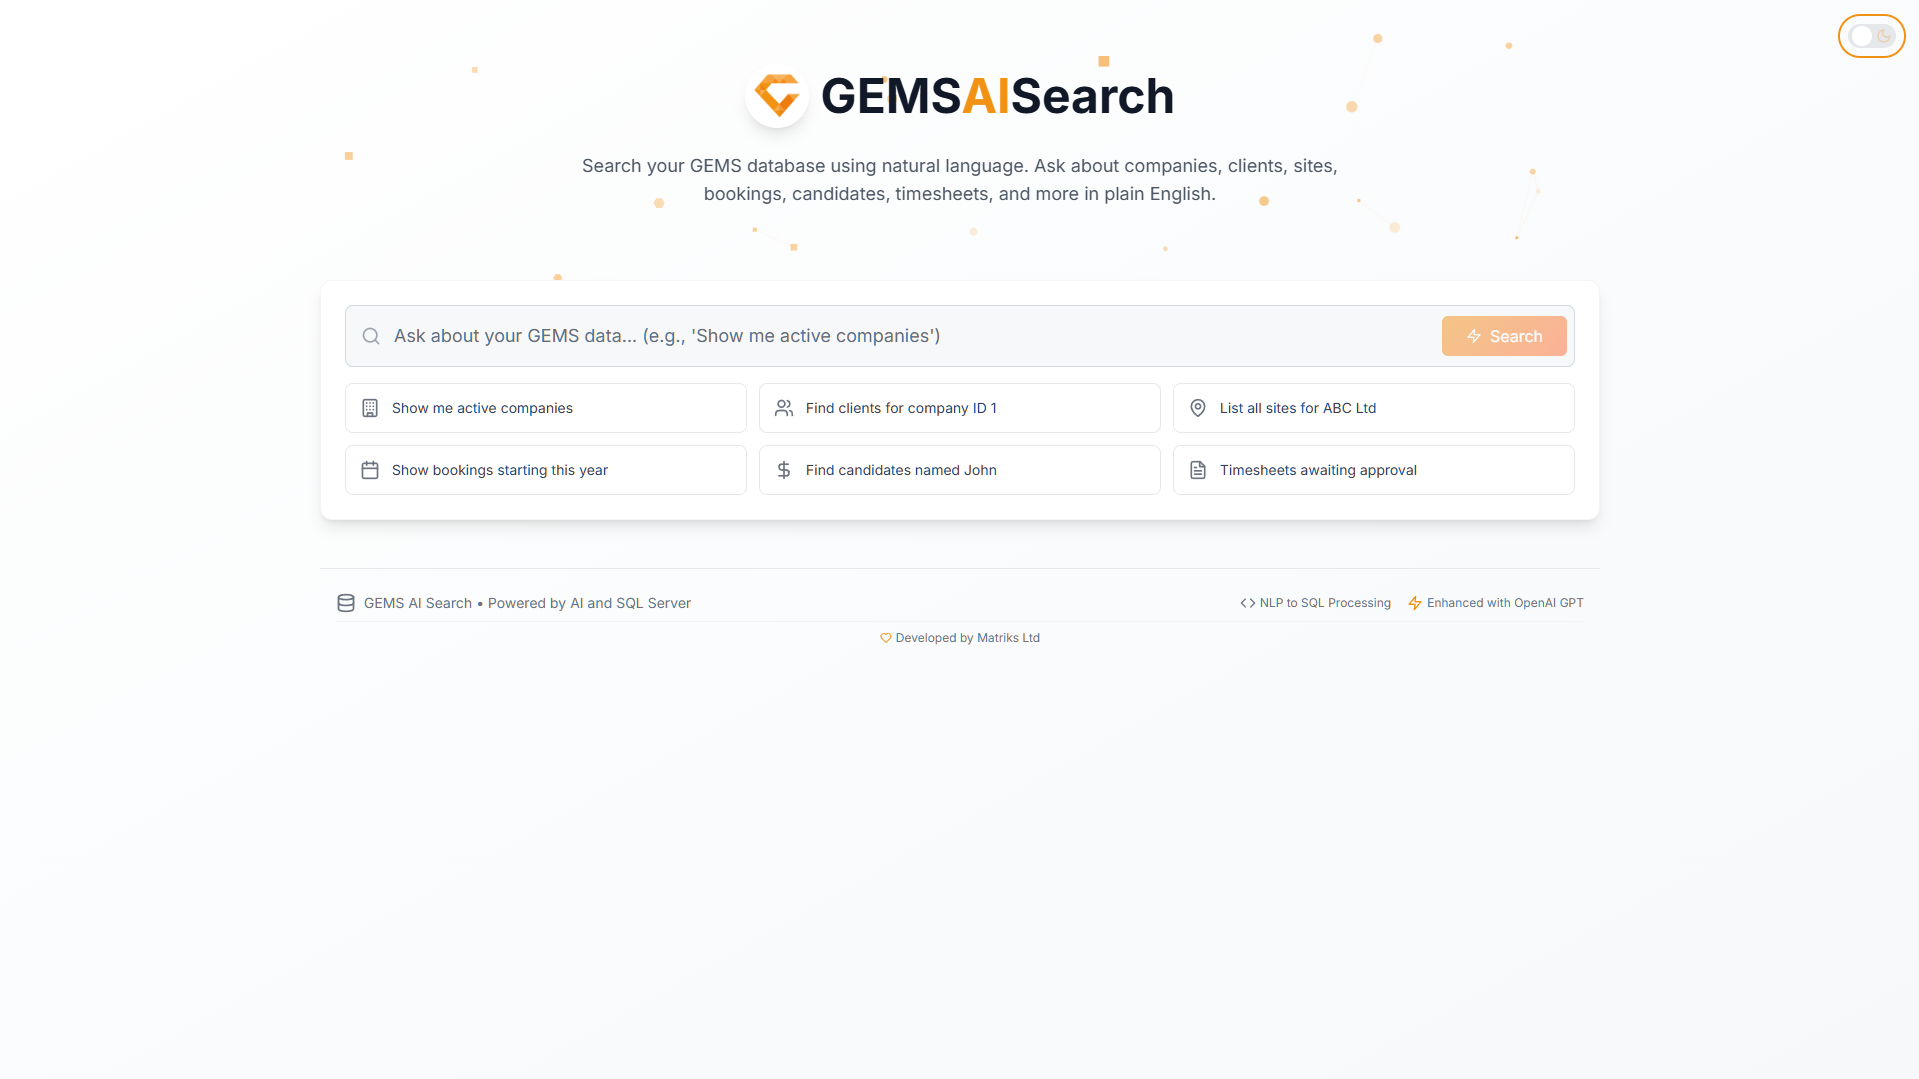 GEMSAISearch
Search your GEMS database using natural language. Ask about companies, clients, sites,
bookings, candidates, timesheets, and more in plain English.
Ask about your GEMS data... (e.g., 'Show me active companies')
Search
Show me active companies
Find clients for company ID 1
List all sites for ABC Ltd
Show bookings starting this year
Find candidates named John
Timesheets awaiting approval
GEMS AI Search • Powered by AI and SQL Server
NLP to SQL Processing
Enhanced with OpenAI GPT
Developed by Matriks Ltd